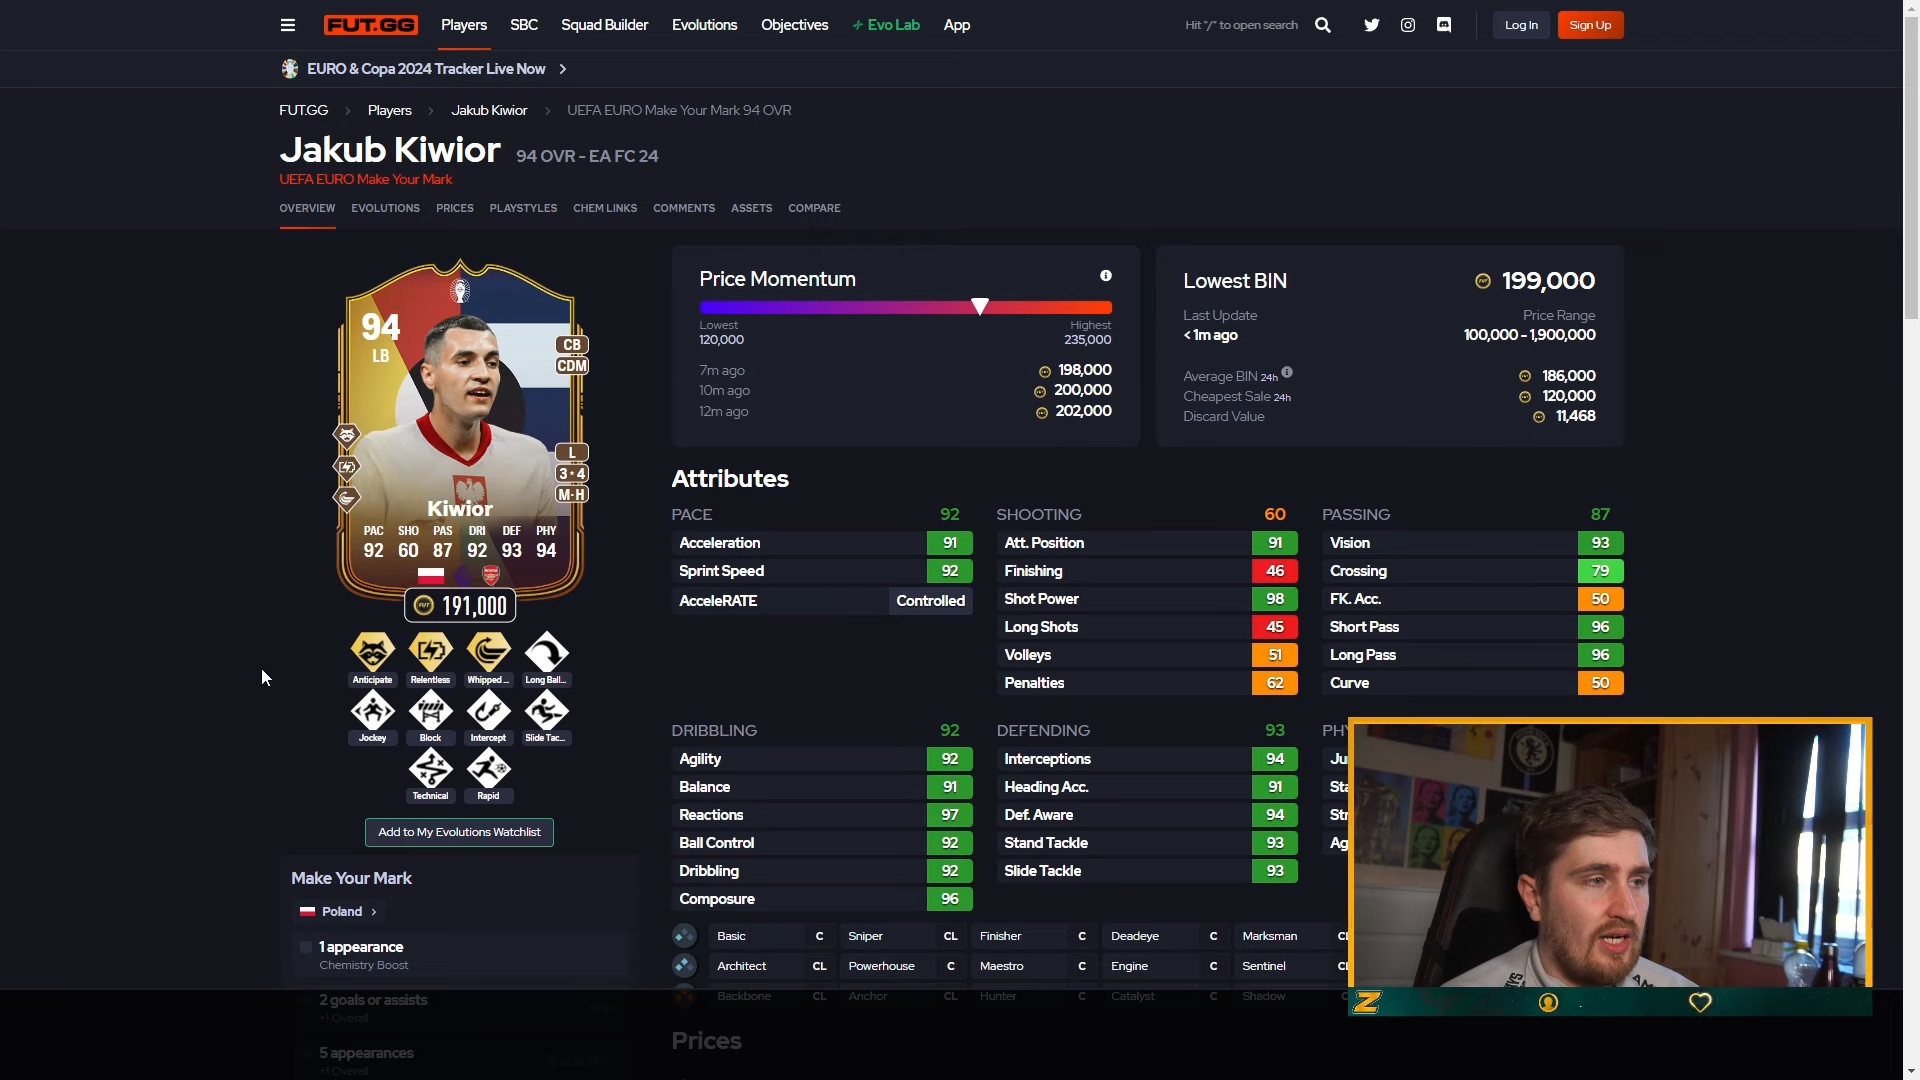 FUT.GG
Players
SBC
Squad Builder
Evolutions
Objectives
Evo Lab
App
Hit "/" to open search
Log In
Sign Up
EURO & Copa 2024 Tracker Live Now
FUT.GG > Players > Jakub Kiwior > UEFA EURO Make Your Mark 94 OVR
Jakub Kiwior 94 OVR - EA FC 24
UEFA EURO Make Your Mark
OVERVIEW EVOLUTIONS PRICES PLAYSTYLES CHEM LINKS COMMENTS ASSETS COMPARE
94
LB
CB
CDM
L
3★4
M·H
Kiwior
PAC SHO PAS DRI DEF PHY
92 60 87 92 93 94
191,000
Anticipate Relentless Whipped ... Long Ball...
Jockey Block Intercept Slide Tac...
Technical Rapid
Add to My Evolutions Watchlist
Make Your Mark
Poland >
1 appearance
Chemistry Boost
2 goals or assists
+1 Overall
5 appearances
+1 Overall
Price Momentum
Lowest Highest
120,000 235,000
7m ago 198,000
10m ago 200,000
12m ago 202,000
Lowest BIN 199,000
Last Update Price Range
< 1m ago 100,000 - 1,900,000
Average BIN 24h 186,000
Cheapest Sale 24h 120,000
Discard Value 11,468
Attributes
PACE 92
Acceleration 91
Sprint Speed 92
AcceleRATE Controlled
SHOOTING 60
Att. Position 91
Finishing 46
Shot Power 98
Long Shots 45
Volleys 51
Penalties 62
PASSING 87
Vision 93
Crossing 79
FK. Acc. 50
Short Pass 96
Long Pass 96
Curve 50
DRIBBLING 92
Agility 92
Balance 91
Reactions 97
Ball Control 92
Dribbling 92
Composure 96
DEFENDING 93
Interceptions 94
Heading Acc. 91
Def. Aware 94
Stand Tackle 93
Slide Tackle 93
Basic C Sniper CL Finisher C Deadeye C Marksman
Architect CL Powerhouse C Maestro C Engine C Sentinel
Backbone CL Anchor CL Hunter C Catalyst C Shadow
Prices
Z